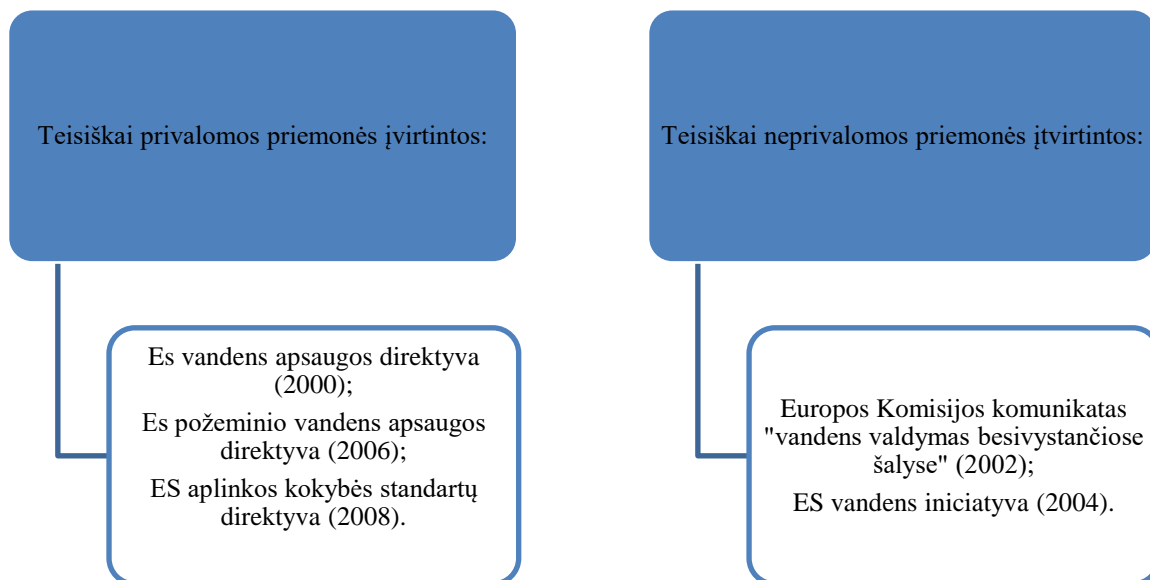 Teisiškai privalomos priemonės įvirtintos:
Es vandens apsaugos direktyva
(2000);
Es požeminio vandens apsaugos
direktyva (2006);
ES aplinkos kokybės standartų
direktyva (2008).
Teisiškai neprivalomos priemonės įtvirtintos:
Europos Komisijos komunikatas
"vandens valdymas besivystančiose
šalyse" (2002);
ES vandens iniciatyva (2004).